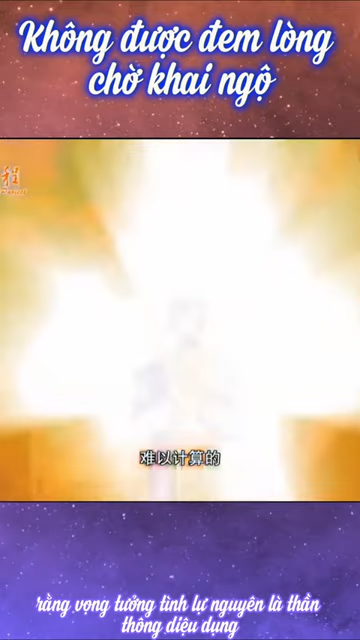 Không được đem lòng
chờ khai ngộ
程
难以计算的
rằng vọng tưởng tình lự nguyên là thần
thông diệu dụng